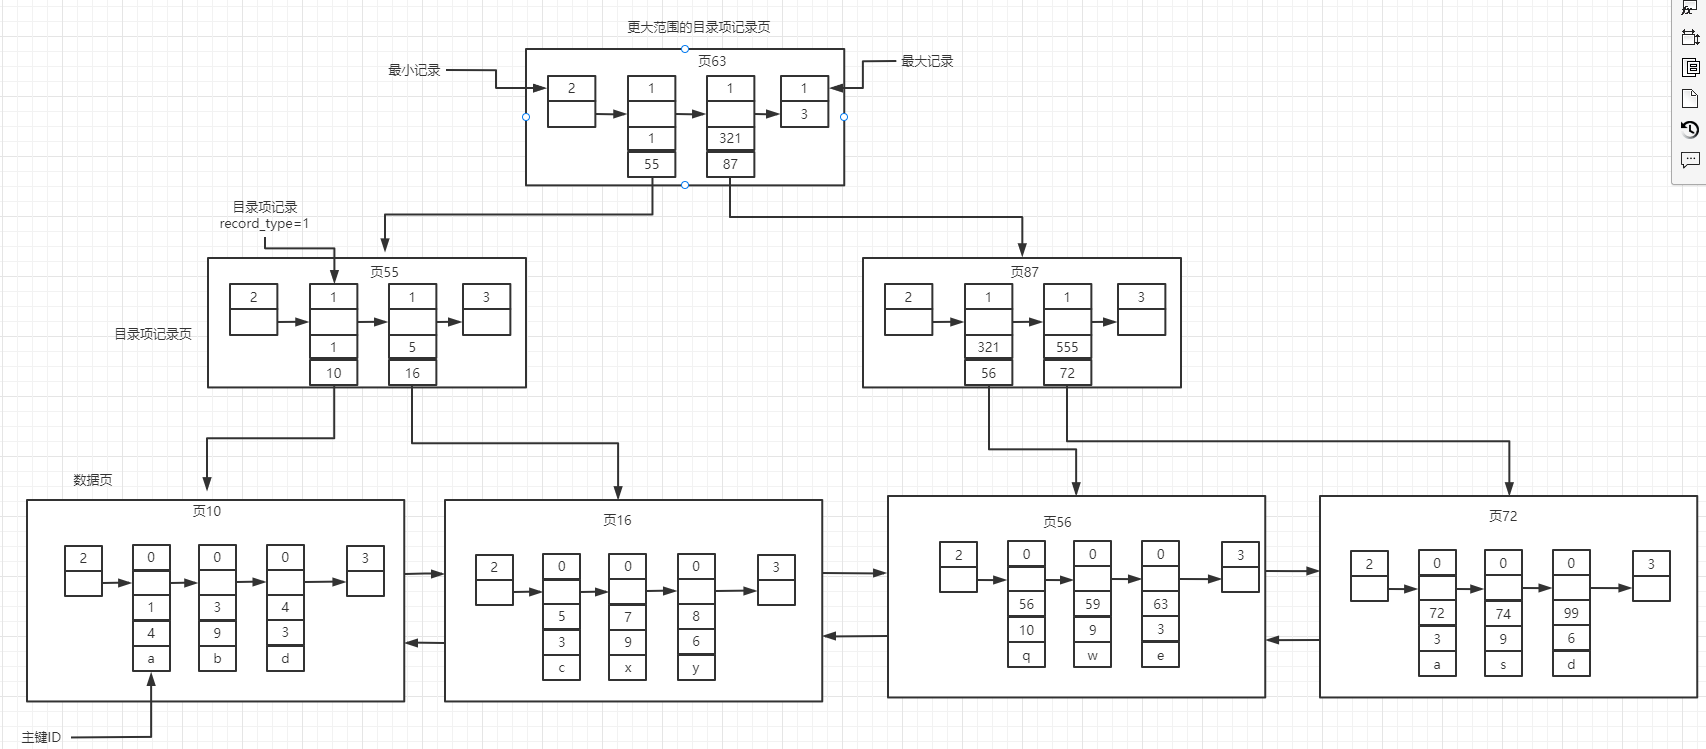 更大范围的目录项记录页
页63
最小记录
最大记录
2 1 1 1
3
1 321
55 87
目录项记录
record_type=1
页55
2 1 1 3
1 5
10 16
页87
2 1 1 3
321 555
56 72
目录项记录页
数据页
页10
2 0 0 0 3
1 3 4
4 9 3
a b d
页16
2 0 0 0 3
5 7 8
3 9 6
c x y
页56
2 0 0 0 3
56 59 63
10 9 3
q w e
页72
2 0 0 0 3
72 74 99
3 9 6
a s d
主键ID
fx